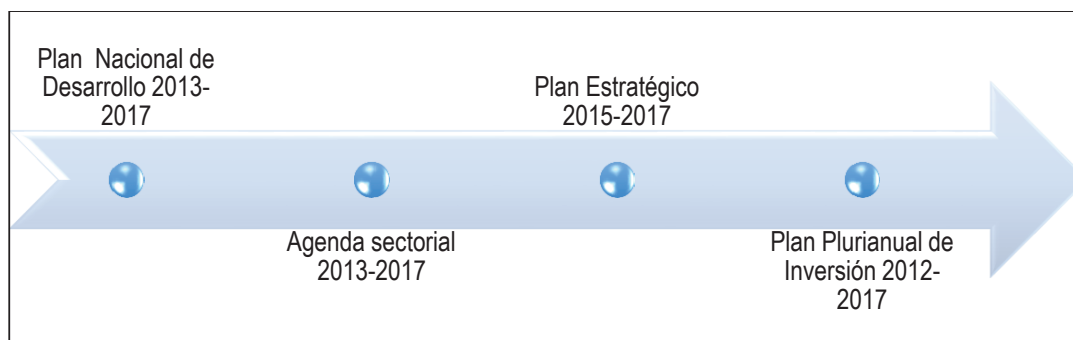 Plan Nacional de
Desarrollo 2013-
2017
Agenda sectorial
2013-2017
Plan Estratégico
2015-2017
Plan Plurianual de
Inversión 2012-
2017